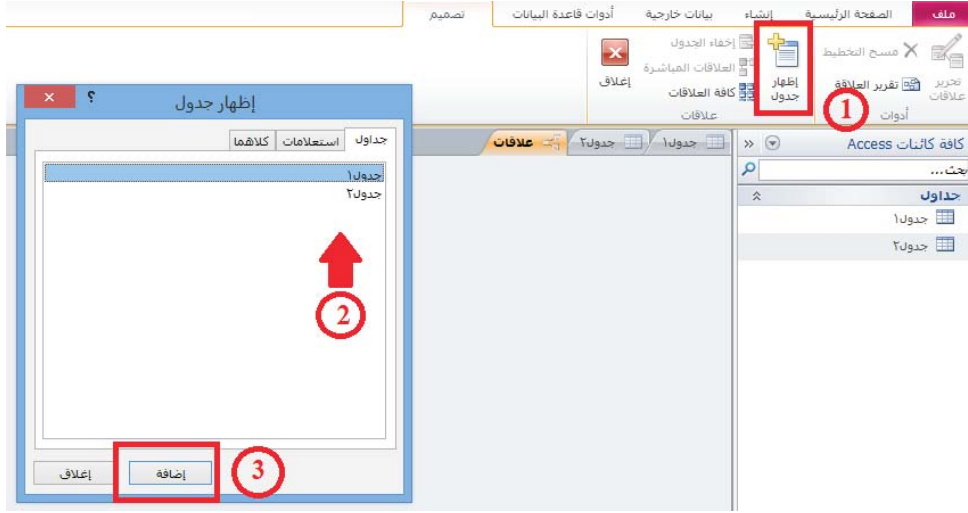 ملف
الصفحة الرئيسية
إنشاء
بيانات خارجية
أدوات قاعدة البيانات
تصميم
تحرير علاقات
مسح التخطيط
تقرير العلاقة
أدوات
إظهار جدول
إخفاء الجدول
العلاقات المباشرة
كافة العلاقات
علاقات
إغلاق
1
كافة كائنات Access
بحث...
جداول
جدول١
جدول٢
جدول١
جدول٢
علاقات
؟
إظهار جدول
جداول
استعلامات
كلاهما
جدول١
جدول٢
2
إضافة
إغلاق
3